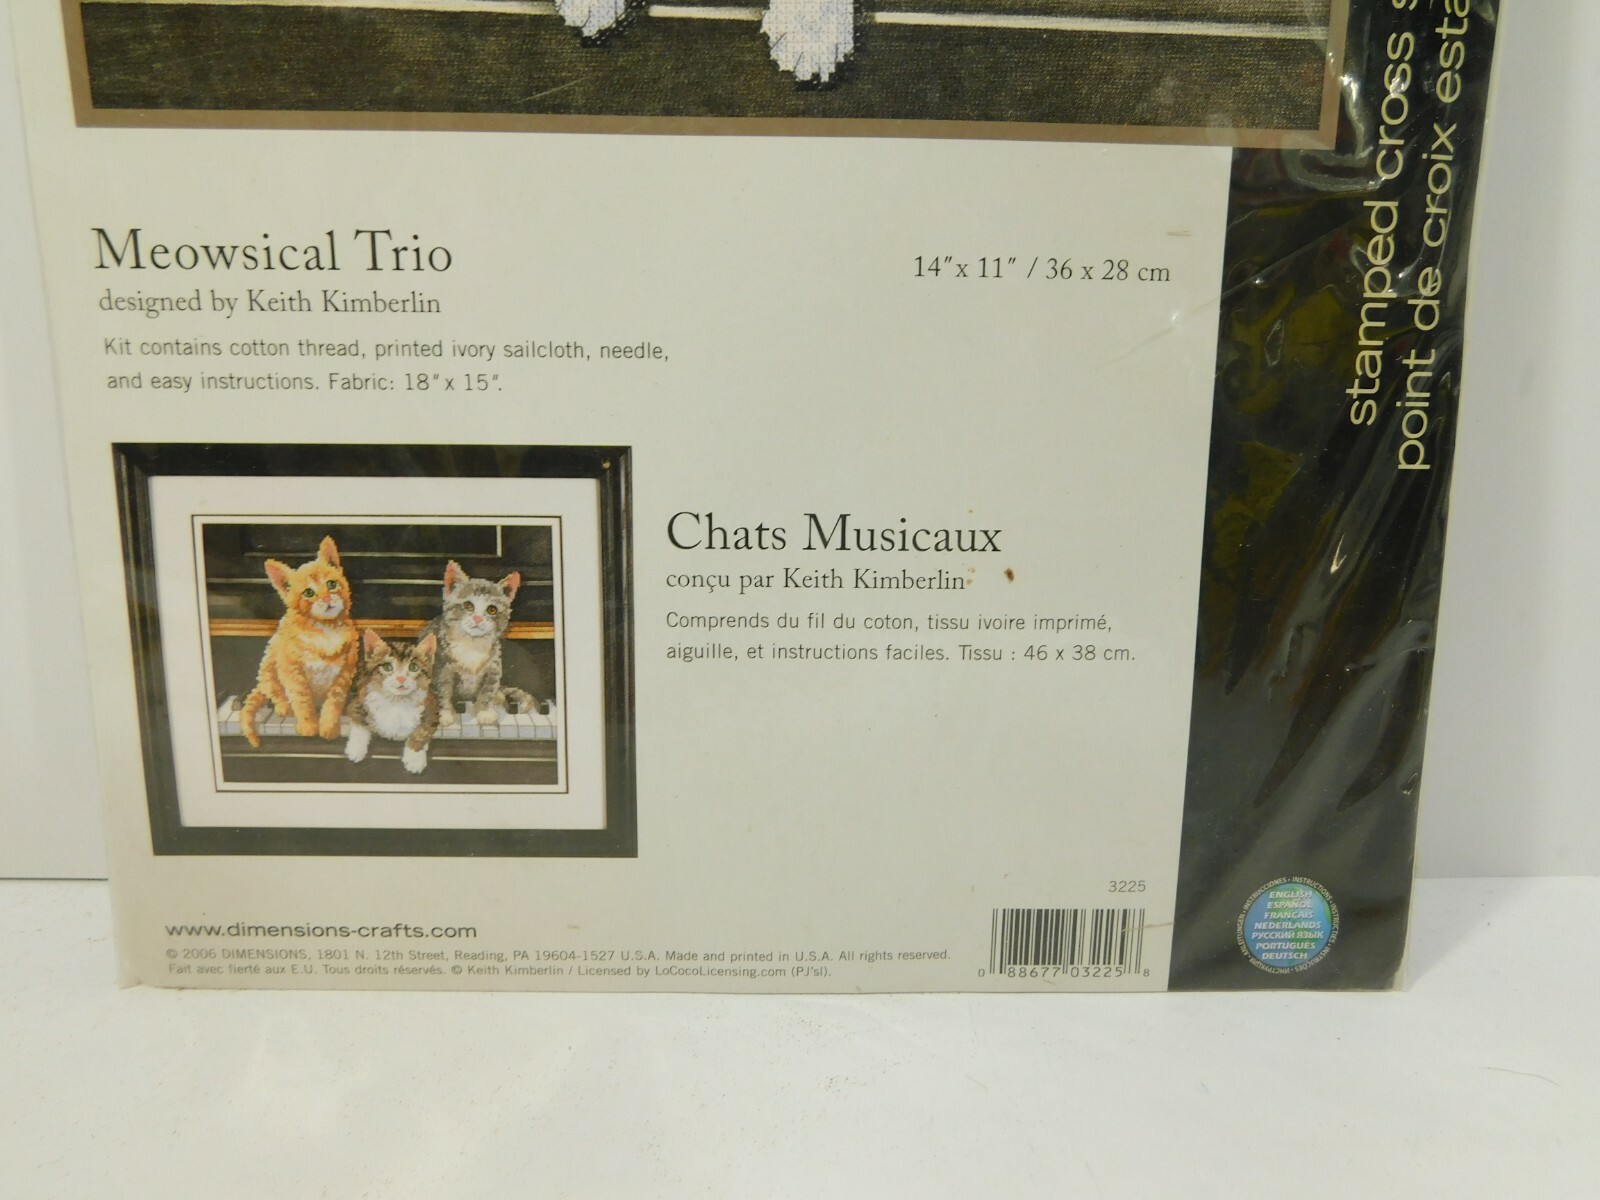 stamped cross
point de croix
Meowsical Trio
designed by Keith Kimberlin
Kit contains cotton thread, printed ivory sailcloth, needle,
and easy instructions. Fabric: 18" x 15".
14" x 11" / 36 x 28 cm
Chats Musicaux
conçu par Keith Kimberlin
Comprends du fil du coton, tissu ivoire imprimé,
aiguille, et instructions faciles. Tissu : 46 x 38 cm.
www.dimensions-crafts.com
© 2006 DIMENSIONS, 1801 N. 12th Street, Reading, PA 19604-1527 U.S.A. Made and printed in U.S.A. All rights reserved.
Fait avec fierté aux E.U. Tous droits réservés. © Keith Kimberlin / Licensed by LoCocoLicensing.com (PJ'sl).
3225
0 88677 03225 8
ENGLISH
ESPAÑOL
FRANÇAIS
NEDERLANDS
РУССКИЙ ЯЗЫК
PORTUGUÊS
DEUTSCH